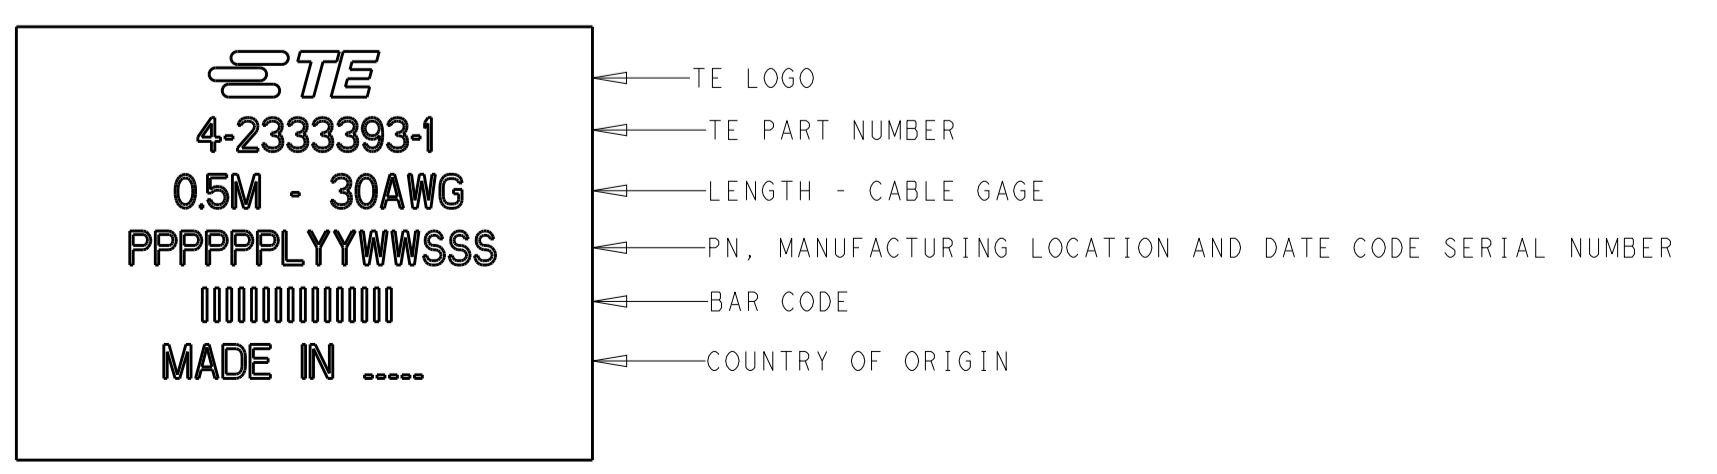 TE TE LOGO
4-2333393-1 TE PART NUMBER
0.5M - 30AWG LENGTH - CABLE GAGE
PPPPPPLYYWWSSS PN, MANUFACTURING LOCATION AND DATE CODE SERIAL NUMBER
BAR CODE
MADE IN _____ COUNTRY OF ORIGIN